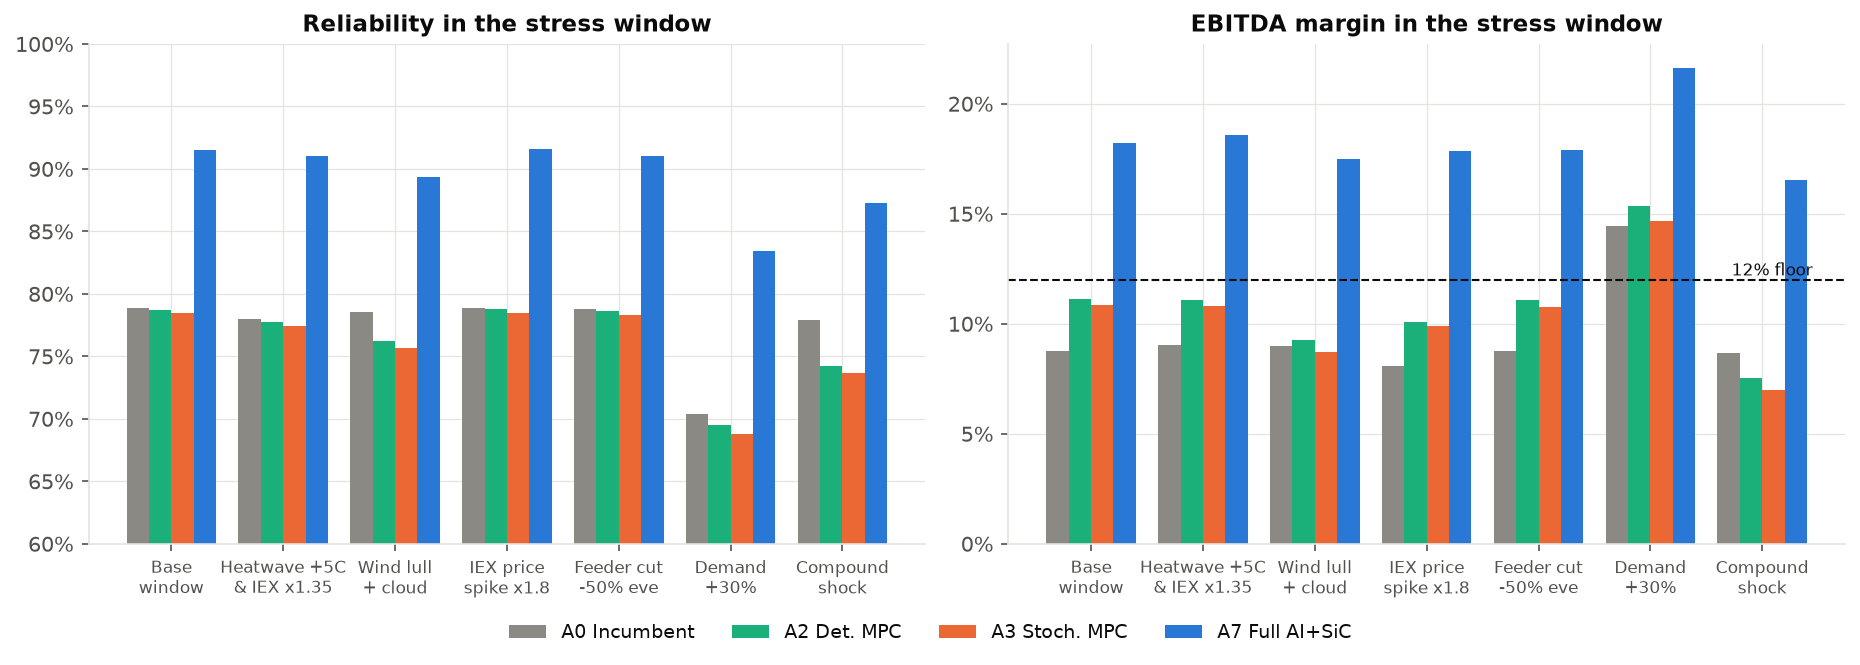 Reliability in the stress window
100%
95%
90%
85%
80%
75%
70%
65%
60%
Base
window
Heatwave +5C
& IEX x1.35
Wind lull
+ cloud
IEX price
spike x1.8
Feeder cut
-50% eve
Demand
+30%
Compound
shock
EBITDA margin in the stress window
20%
15%
10%
5%
0%
12% floor
Base
window
Heatwave +5C
& IEX x1.35
Wind lull
+ cloud
IEX price
spike x1.8
Feeder cut
-50% eve
Demand
+30%
Compound
shock
A0 Incumbent
A2 Det. MPC
A3 Stoch. MPC
A7 Full AI+SiC